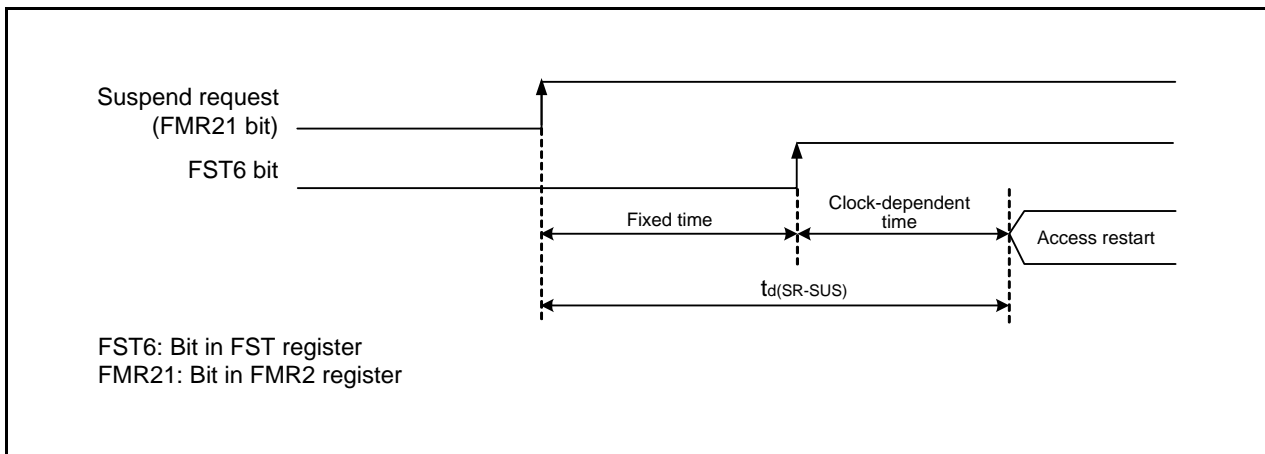 Suspend request
(FMR21 bit)
FST6 bit
Fixed time
Clock-dependent
time
Access restart
td(SR-SUS)
FST6: Bit in FST register
FMR21: Bit in FMR2 register